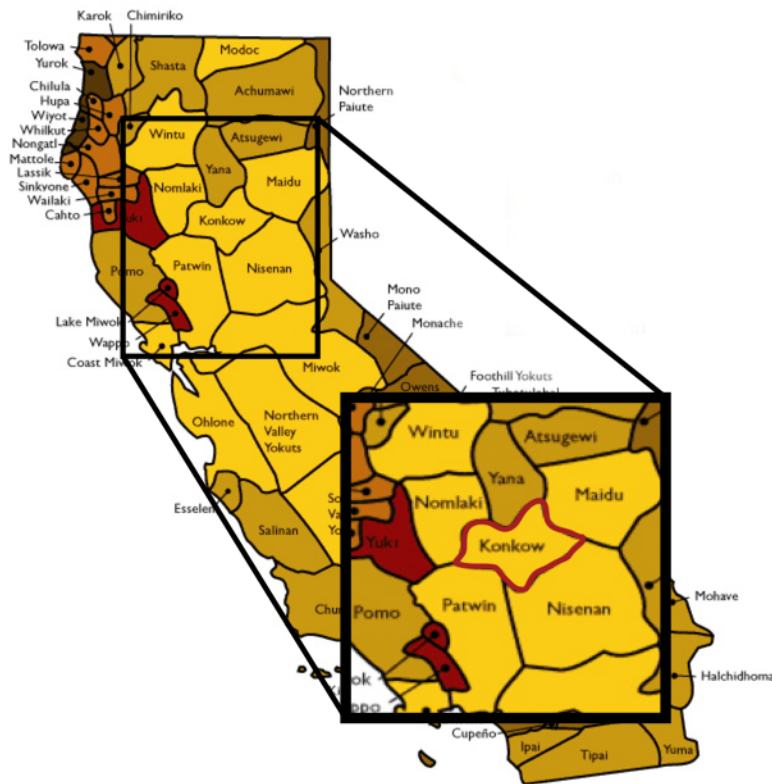 Karok
Chimiriko
Tolowa
Yurok
Shasta
Modoc
Chilula
Hupa
Wiyot
Whilkut
Nongatl
Mattole
Lassik
Sinkyone
Wailaki
Cahto
Achumawi
Northern
Paiute
Wintu
Atsugewi
Yana
Nomlaki
Maidu
Konkow
Washo
Pomo
Patwin
Nisenan
Mono
Paiute
Lake Miwok
Monache
Wappo
Coast Miwok
Miwok
Foothill Yokuts
Owens
Ohlone
Northern
Valley
Yokuts
Esselen
Salinan
Wintu
Atsugewi
Yana
Nomlaki
Maidu
Yuki
Konkow
Pomo
Patwin
Nisenan
Mohave
Halchidhoma
Cupeño
Ipai
Tipai
Yuma